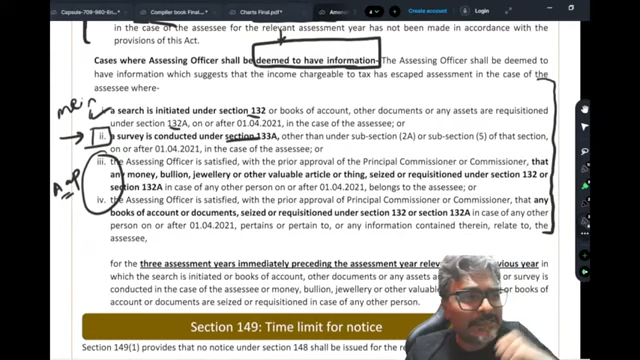 Capsule-709-960-En...
Compiler book Final...
Charts Final (3)
Amend
Create account
in the case of the assessee for the relevant assessment year has not been made in accordance with the
provisions of this Act.
Cases where Assessing Officer shall be deemed to have information- The Assessing Officer shall be deemed
to have information which suggests that the income chargeable to tax has escaped assessment in the case of the
assessee where-
i. a search is initiated under section 132 or books of account, other documents or any assets are requisitioned
under section 132A, on or after 01.04.2021, in the case of the assessee; or
ii. a survey is conducted under section 133A, other than under sub-section (2A) or sub-section (5) of that section,
on or after 01.04.2021, in the case of the assessee; or
iii. the Assessing Officer is satisfied, with the prior approval of the Principal Commissioner or Commissioner, that
any money, bullion, jewellery or other valuable article or thing, seized or requisitioned under section 132 or
section 132A in case of any other person on or after 01.04.2021, belongs to the assessee; or
iv. the Assessing Officer is satisfied, with the prior approval of Principal Commissioner or Commissioner, that any
books of account or documents, seized or requisitioned under section 132 or section 132A in case of any other
person on or after 01.04.2021, pertains or pertain to, or any information contained therein, relate to, the
assessee,
for the three assessment years immediately preceding the assessment year relev vious year in
which the search is initiated or books of account, other documents or any assets or survey is
conducted in the case of the assessee or money, bullion, jewellery or other valuable or books of
account or documents are seized or requisitioned in case of any other person.
Section 149: Time limit for notice
Section 149(1) provides that no notice under section 148 shall be issued for the re